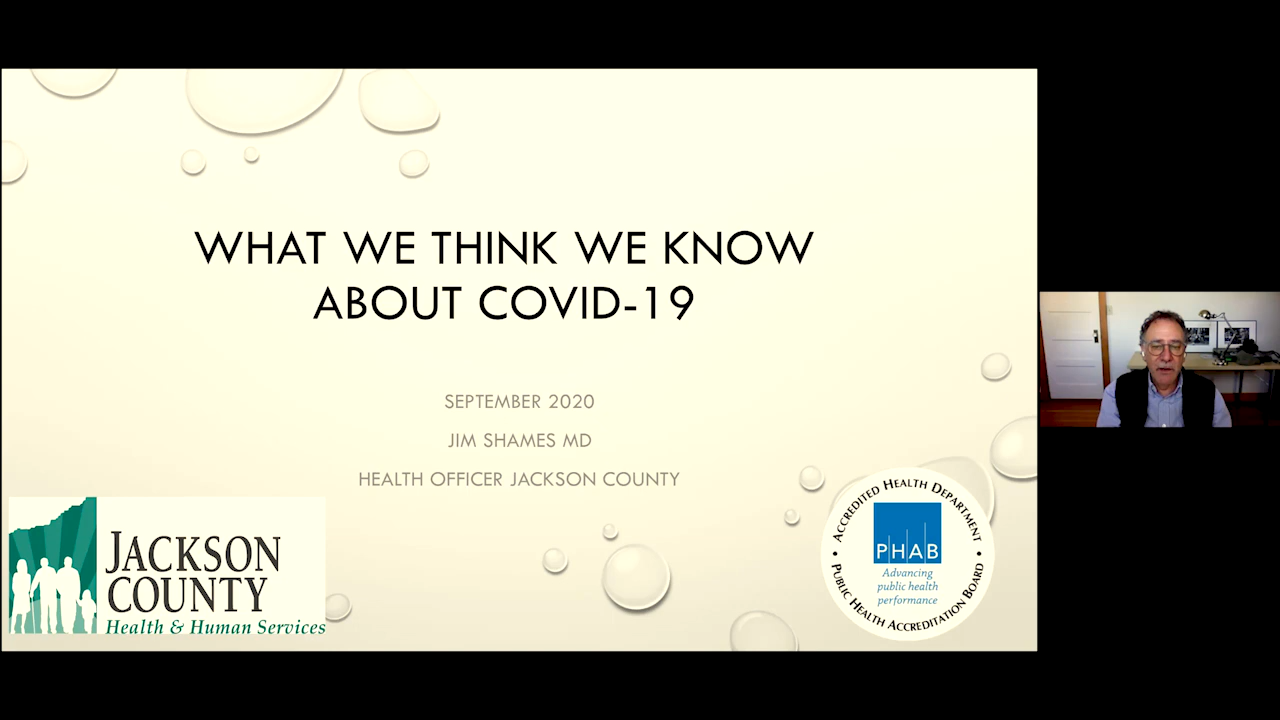 WHAT WE THINK WE KNOW
ABOUT COVID-19
SEPTEMBER 2020
JIM SHAMES MD
HEALTH OFFICER JACKSON COUNTY
JACKSON
COUNTY
Health & Human Services
ACCREDITED HEALTH DEPARTMENT
PHAB
Advancing
public health
performance
PUBLIC HEALTH ACCREDITATION BOARD